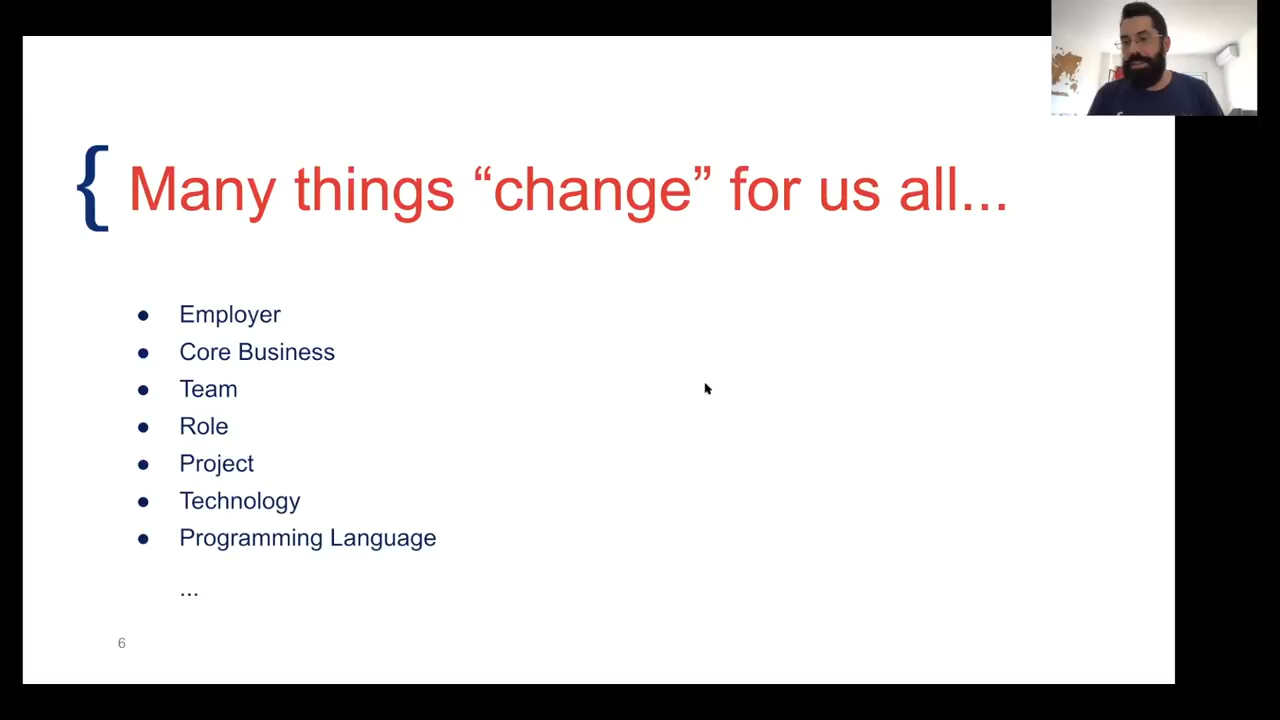 { Many things “change” for us all...
● Employer
● Core Business
● Team
● Role
● Project
● Technology
● Programming Language
...
6